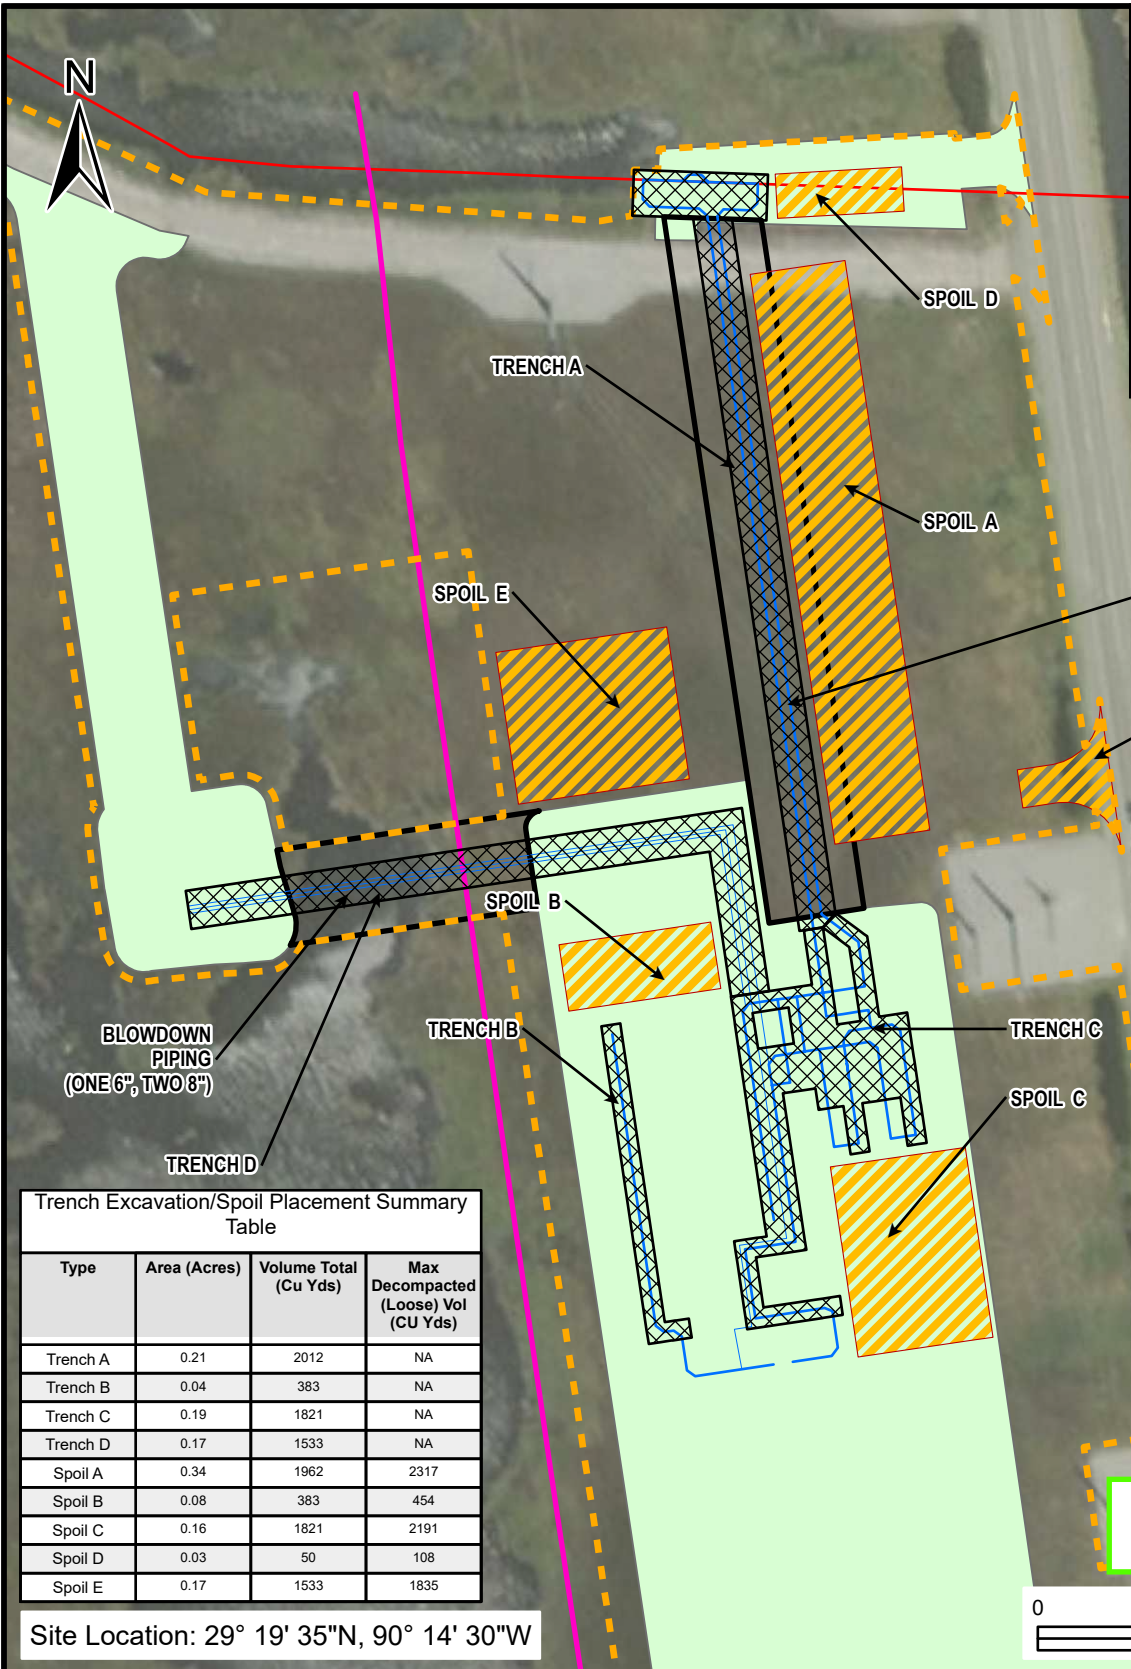 N
SPOIL D
TRENCH A
SPOIL A
SPOIL E
SPOIL B
TRENCH B
TRENCH C
BLOWDOWN
PIPING
(ONE 6", TWO 8")
SPOIL C
TRENCH D
Trench Excavation/Spoil Placement Summary
Table
Type Area (Acres) Volume Total (Cu Yds) Max Decompacted (Loose) Vol (CU Yds)
Trench A 0.21 2012 NA
Trench B 0.04 383 NA
Trench C 0.19 1821 NA
Trench D 0.17 1533 NA
Spoil A 0.34 1962 2317
Spoil B 0.08 383 454
Spoil C 0.16 1821 2191
Spoil D 0.03 50 108
Spoil E 0.17 1533 1835
Site Location: 29° 19' 35"N, 90° 14' 30"W
0